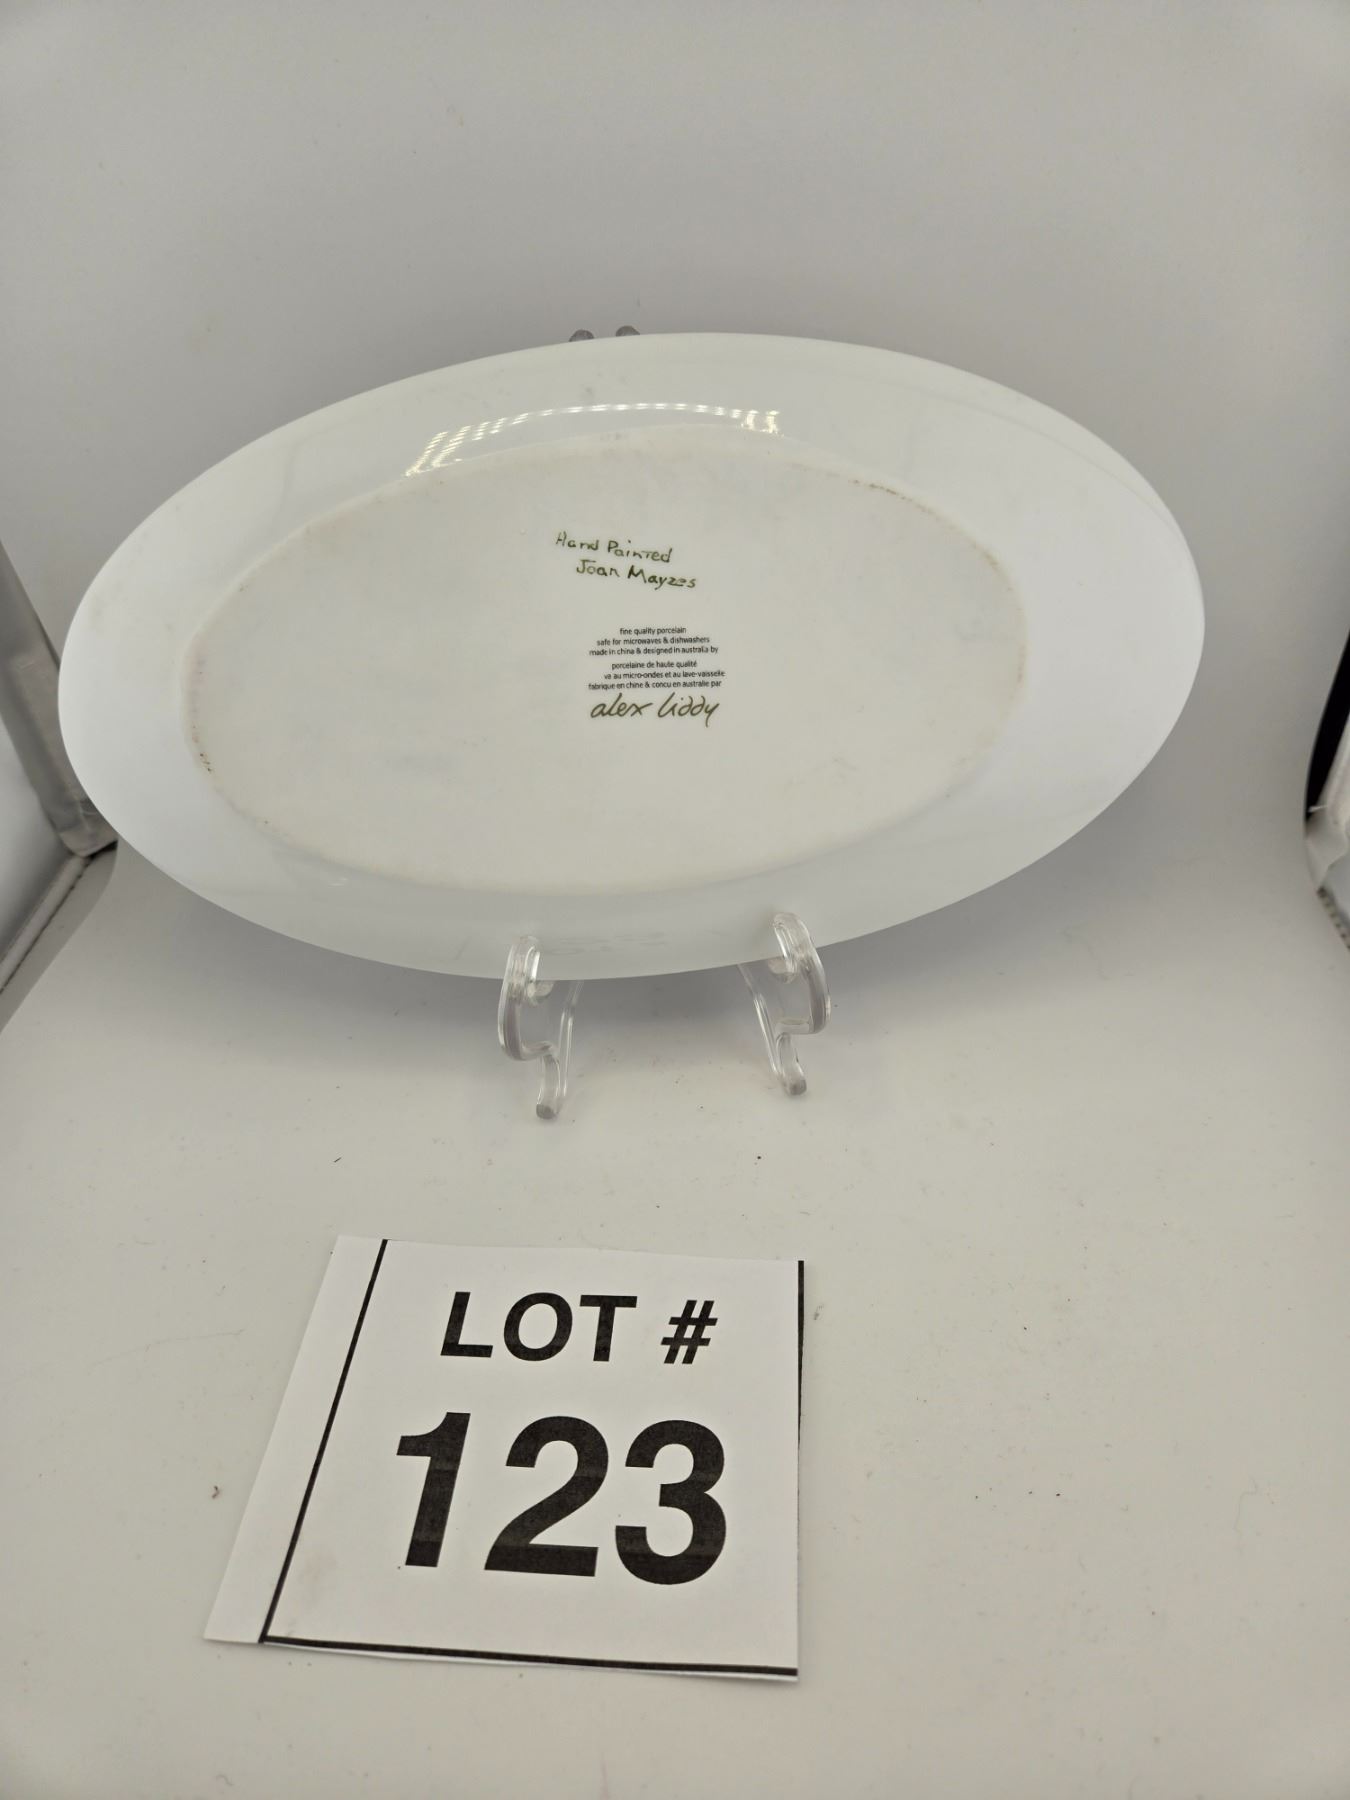 Hand Painted
Joan Mayzes
fine quality porcelain
safe for microwaves & dishwashers
made in china & designed in australia by
porcelaine de haute qualité
va au micro-ondes et au lave-vaisselle
fabrique en chine & concu en australie par
alex liddy
LOT #
123